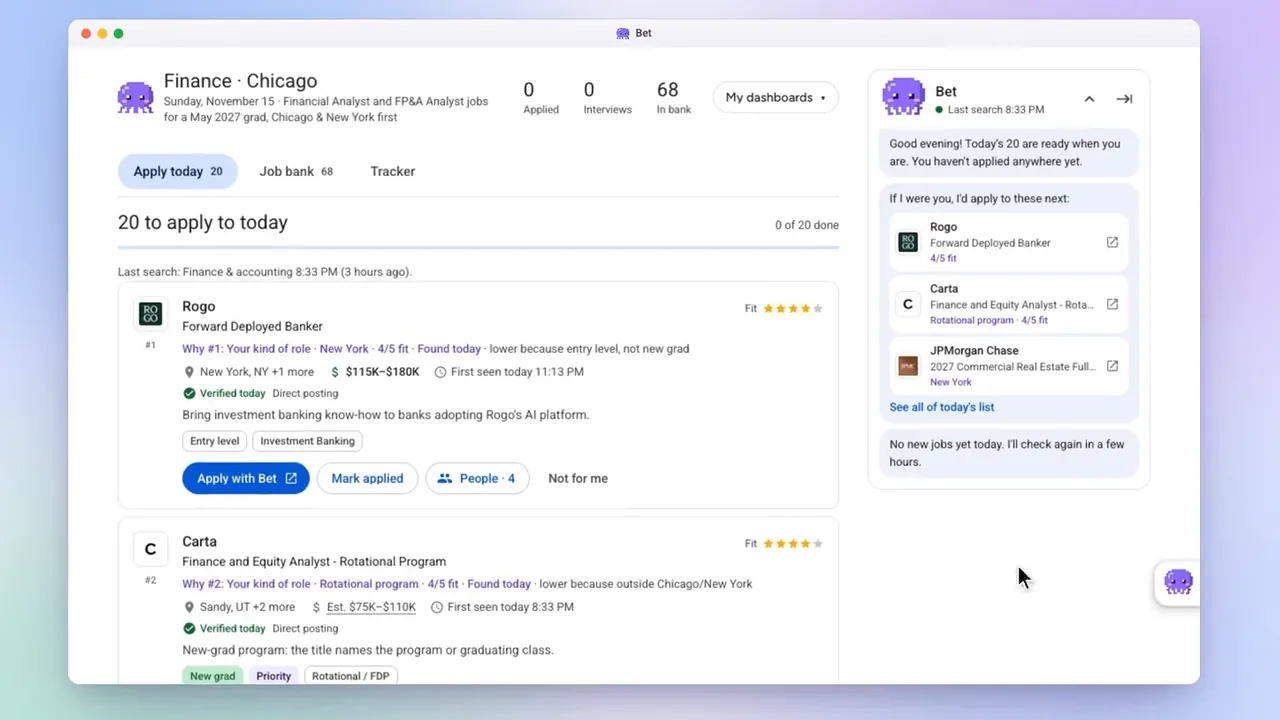 Bet
Finance · Chicago
Sunday, November 15 · Financial Analyst and FP&A Analyst jobs
for a May 2027 grad, Chicago & New York first
0
Applied
0
Interviews
68
In bank
My dashboards
Apply today 20
Job bank 68
Tracker
20 to apply to today
0 of 20 done
Last search: Finance & accounting 8:33 PM (3 hours ago).
RO
GO
#1
Rogo
Fit
Forward Deployed Banker
Why #1: Your kind of role · New York · 4/5 fit · Found today · lower because entry level, not new grad
New York, NY +1 more $ $115K–$180K First seen today 11:13 PM
Verified today Direct posting
Bring investment banking know-how to banks adopting Rogo's AI platform.
Entry level Investment Banking
Apply with Bet Mark applied People · 4 Not for me
C
#2
Carta
Fit
Finance and Equity Analyst - Rotational Program
Why #2: Your kind of role · Rotational program · 4/5 fit · Found today · lower because outside Chicago/New York
Sandy, UT +2 more $ Est. $75K–$110K First seen today 8:33 PM
Verified today Direct posting
New-grad program: the title names the program or graduating class.
New grad Priority Rotational / FDP
Bet
Last search 8:33 PM
Good evening! Today's 20 are ready when you
are. You haven't applied anywhere yet.
If I were you, I'd apply to these next:
RO
GO
Rogo
Forward Deployed Banker
4/5 fit
C
Carta
Finance and Equity Analyst - Rota...
Rotational program · 4/5 fit
JPMorgan Chase
2027 Commercial Real Estate Full...
New York
See all of today's list
No new jobs yet today. I'll check again in a few
hours.